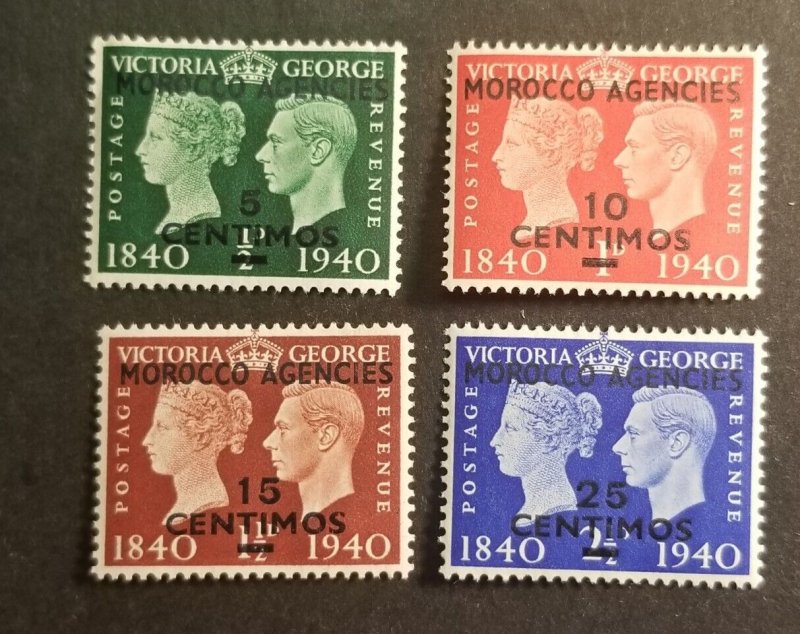 VICTORIA GEORGE
MOROCCO AGENCIES
POSTAGE
REVENUE
5
CENTIMOS
1840 ½D 1940
VICTORIA GEORGE
MOROCCO AGENCIES
POSTAGE
REVENUE
10
CENTIMOS
1840 1D 1940
VICTORIA GEORGE
MOROCCO AGENCIES
POSTAGE
REVENUE
15
CENTIMOS
1840 1½D 1940
VICTORIA GEORGE
MOROCCO AGENCIES
POSTAGE
REVENUE
25
CENTIMOS
1840 2½D 1940